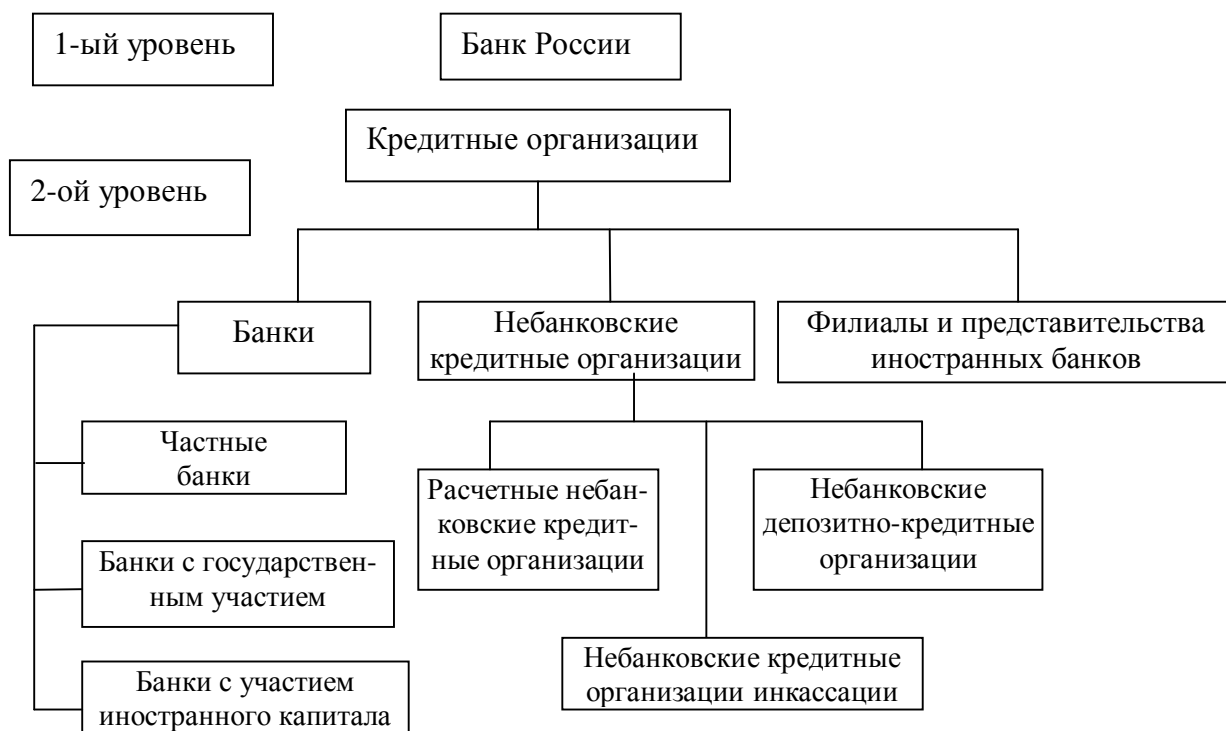 1-ый уровень
Банк России
Кредитные организации
2-ой уровень
Банки
Небанковские
кредитные организации
Филиалы и представительства
иностранных банков
Частные
банки
Расчетные небан-
ковские кредит-
ные организации
Небанковские
депозитно-кредитные
организации
Банки с государствен-
ным участием
Небанковские кредитные
организации инкассации
Банки с участием
иностранного капитала